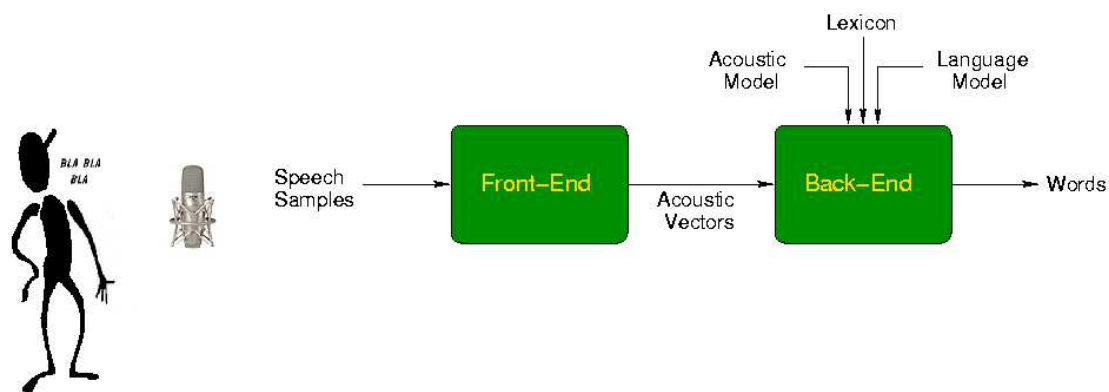 BLA BLA
BLA
Speech
Samples
Front-End
Acoustic
Vectors
Lexicon
Acoustic
Model
Language
Model
Back-End
Words